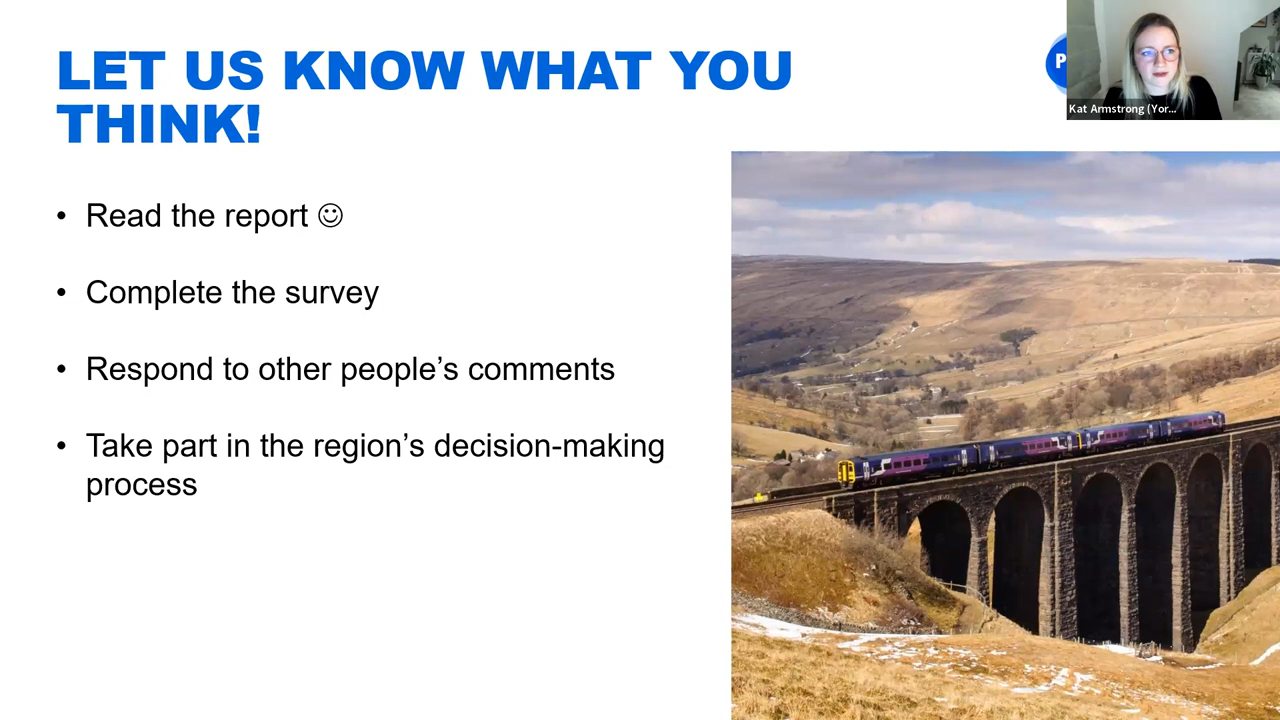 LET US KNOW WHAT YOU
THINK!
P
Kat Armstrong (Yor...
• Read the report ☺
• Complete the survey
• Respond to other people’s comments
• Take part in the region’s decision-making
process